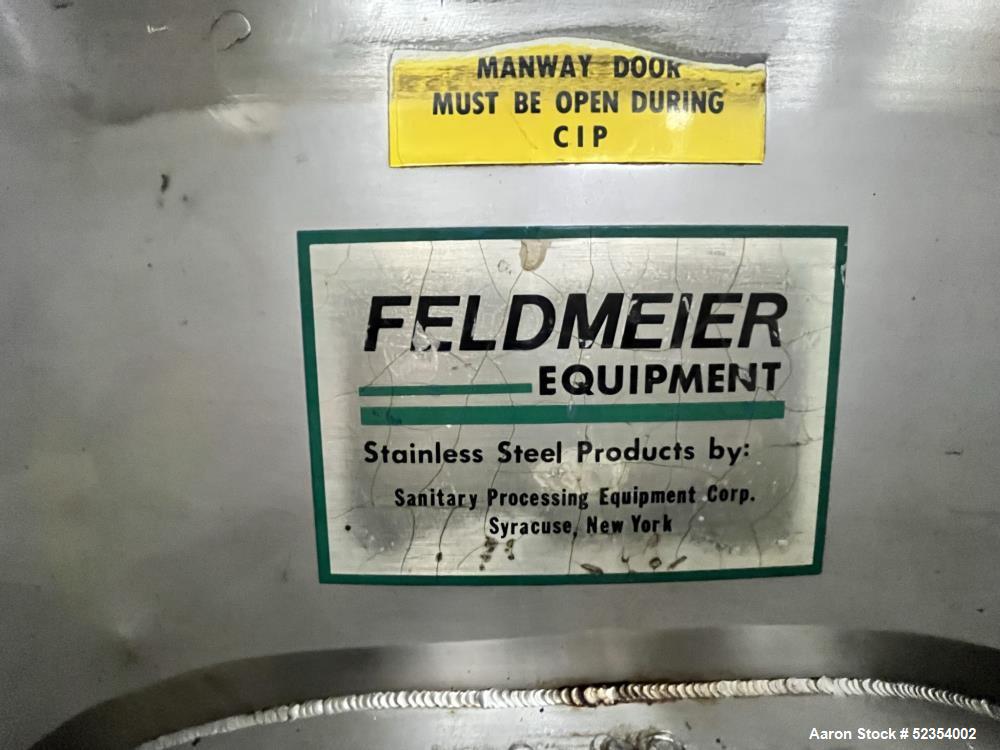 MANWAY DOOR
MUST BE OPEN DURING
CIP
FELDMEIER
EQUIPMENT
Stainless Steel Products by:
Sanitary Processing Equipment Corp.
Syracuse, New York
Aaron Stock # 52354002